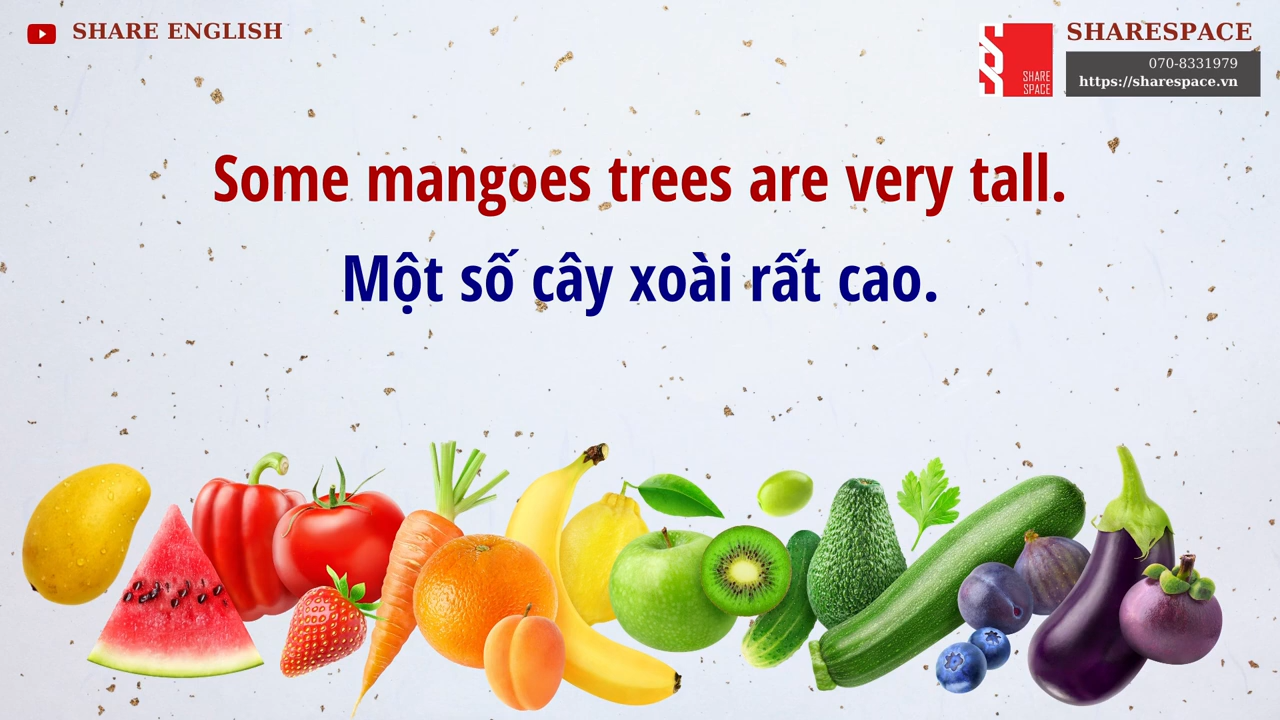 SHARE ENGLISH
SHARESPACE
070-8331979
https://sharespace.vn
SHARE
SPACE
Some mangoes trees are very tall.
Một số cây xoài rất cao.